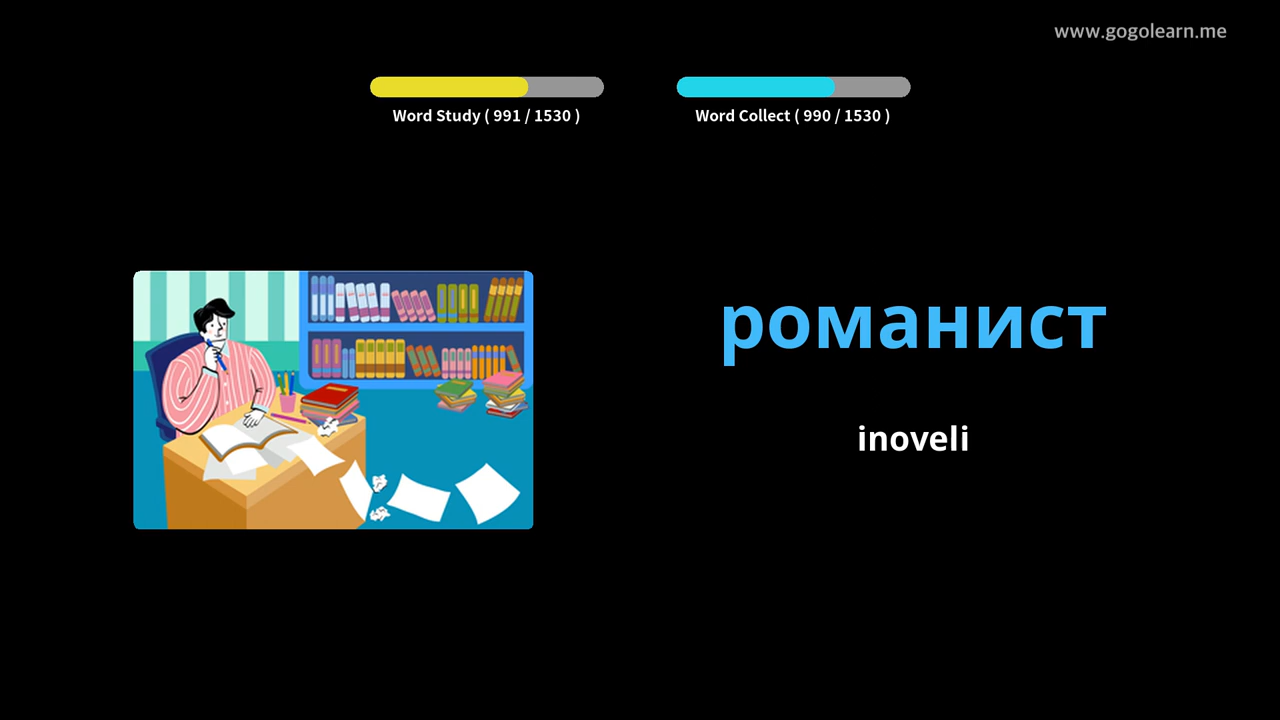 www.gogolearn.me
Word Study ( 991 / 1530 )
Word Collect ( 990 / 1530 )
романист
inoveli